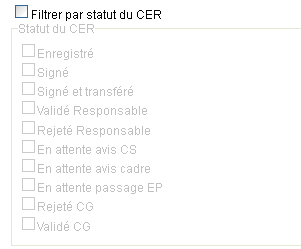 Filtrer par statut du CER
Statut du CER
Enregistré
Signé
Signé et transféré
Validé Responsable
Rejeté Responsable
En attente avis CS
En attente avis cadre
En attente passage EP
Rejeté CG
Validé CG